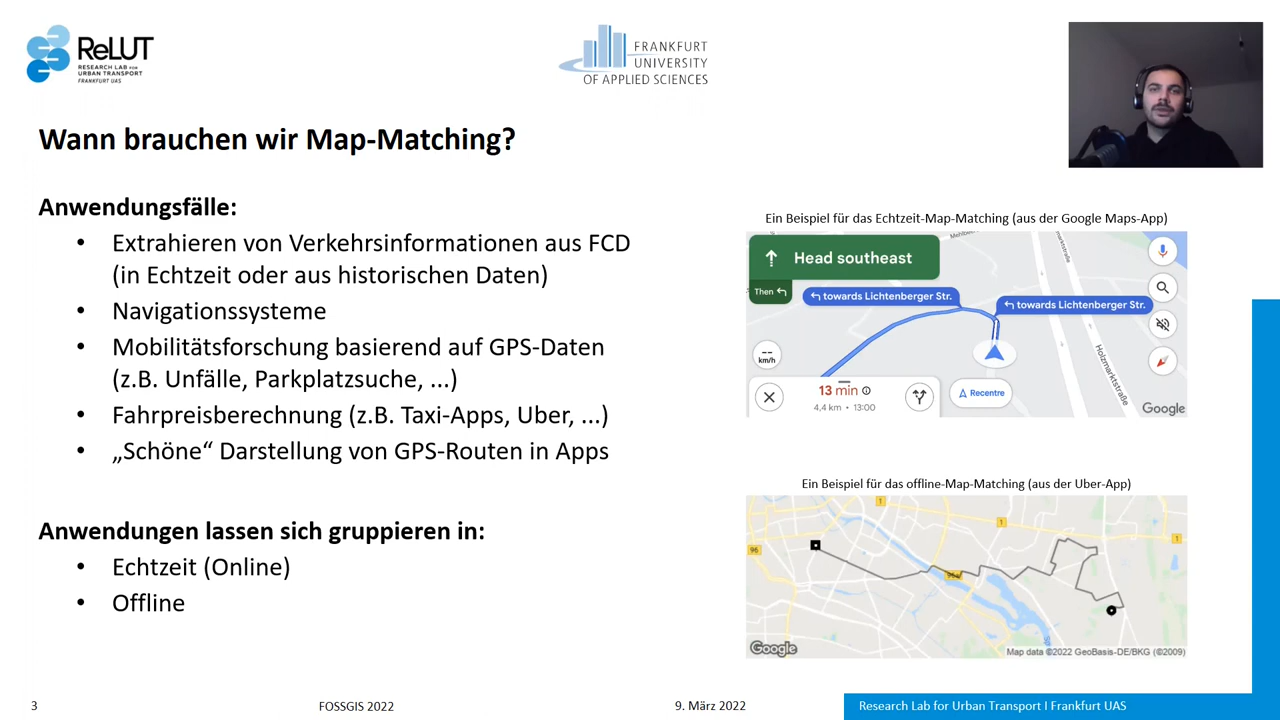 ReLUT
RESEARCH LAB FOR
URBAN TRANSPORT
FRANKFURT UAS
FRANKFURT
UNIVERSITY
OF APPLIED SCIENCES
Wann brauchen wir Map-Matching?
Anwendungsfälle:
• Extrahieren von Verkehrsinformationen aus FCD
(in Echtzeit oder aus historischen Daten)
• Navigationssysteme
• Mobilitätsforschung basierend auf GPS-Daten
(z.B. Unfälle, Parkplatzsuche, ...)
• Fahrpreisberechnung (z.B. Taxi-Apps, Uber, ...)
• „Schöne“ Darstellung von GPS-Routen in Apps
Anwendungen lassen sich gruppieren in:
• Echtzeit (Online)
• Offline
Ein Beispiel für das Echtzeit-Map-Matching (aus der Google Maps-App)
Head southeast
Then
towards Lichtenberger Str.
towards Lichtenberger Str.
Holzmarktstraße
--
km/h
13 min
4,4 km • 13:00
Recentre
Google
Ein Beispiel für das offline-Map-Matching (aus der Uber-App)
1
1
1
96
Google
Map data ©2022 GeoBasis-DE/BKG (©2009)
3
FOSSGIS 2022
9. März 2022
Research Lab for Urban Transport I Frankfurt UAS